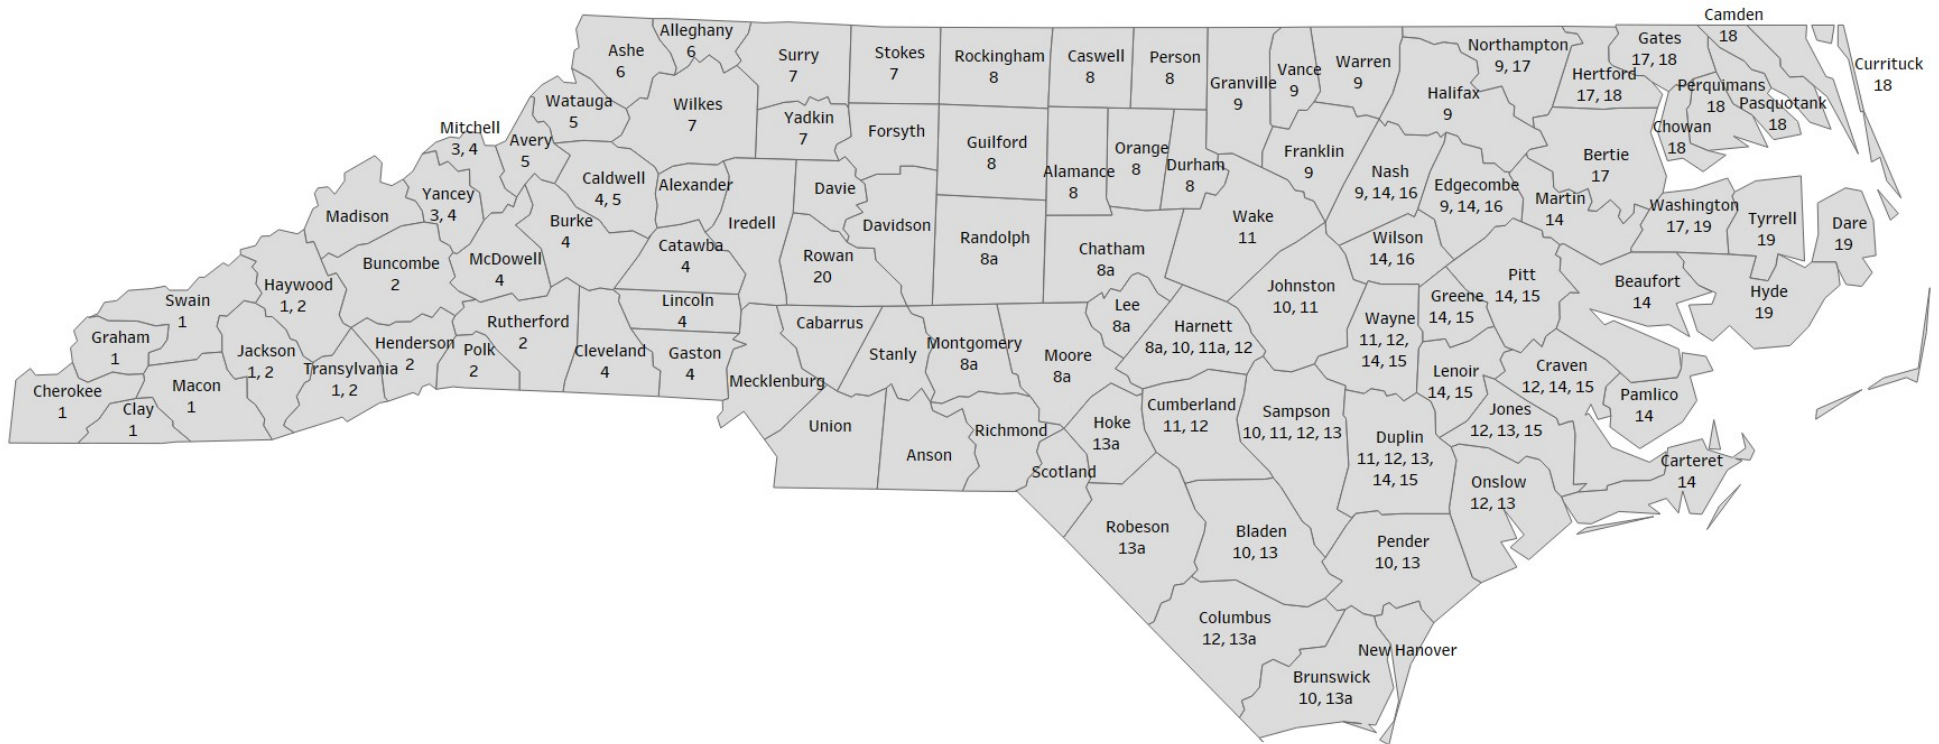 Camden
18
Alleghany
6
Ashe
6
Surry
7
Stokes
7
Rockingham
8
Caswell
8
Person
8
Granville
9
Vance
9
Warren
9
Northampton
9, 17
Hertford
17, 18
Gates
17, 18
Currituck
18
Perquimans
18
Pasquotank
18
Chowan
18
Halifax
9
Watauga
5
Wilkes
7
Yadkin
7
Forsyth
Guilford
8
Alamance
8
Orange
8
Durham
8
Franklin
9
Nash
9, 14, 16
Edgecombe
9, 14, 16
Martin
14
Bertie
17
Washington
17, 19
Tyrrell
19
Dare
19
Mitchell
3, 4
Avery
5
Yancey
3, 4
Caldwell
4, 5
Alexander
Davie
Iredell
Davidson
Madison
Burke
4
Wake
11
Wilson
14, 16
Buncombe
2
McDowell
4
Catawba
4
Rowan
20
Randolph
8a
Chatham
8a
Johnston
10, 11
Greene
14, 15
Pitt
14, 15
Beaufort
14
Hyde
19
Swain
1
Haywood
1, 2
Lincoln
4
Cabarrus
Lee
8a
Harnett
8a, 10, 11a, 12
Wayne
11, 12,
14, 15
Graham
1
Jackson
1, 2
Transylvania
1, 2
Henderson
2
Polk
2
Rutherford
2
Cleveland
4
Gaston
4
Mecklenburg
Stanly
Montgomery
8a
Moore
8a
Lenoir
14, 15
Craven
12, 14, 15
Pamlico
14
Cherokee
1
Clay
1
Macon
1
Union
Anson
Richmond
Hoke
13a
Cumberland
11, 12
Sampson
10, 11, 12, 13
Duplin
11, 12, 13,
14, 15
Jones
12, 13, 15
Carteret
14
Scotland
Onslow
12, 13
Robeson
13a
Bladen
10, 13
Pender
10, 13
Columbus
12, 13a
New Hanover
Brunswick
10, 13a